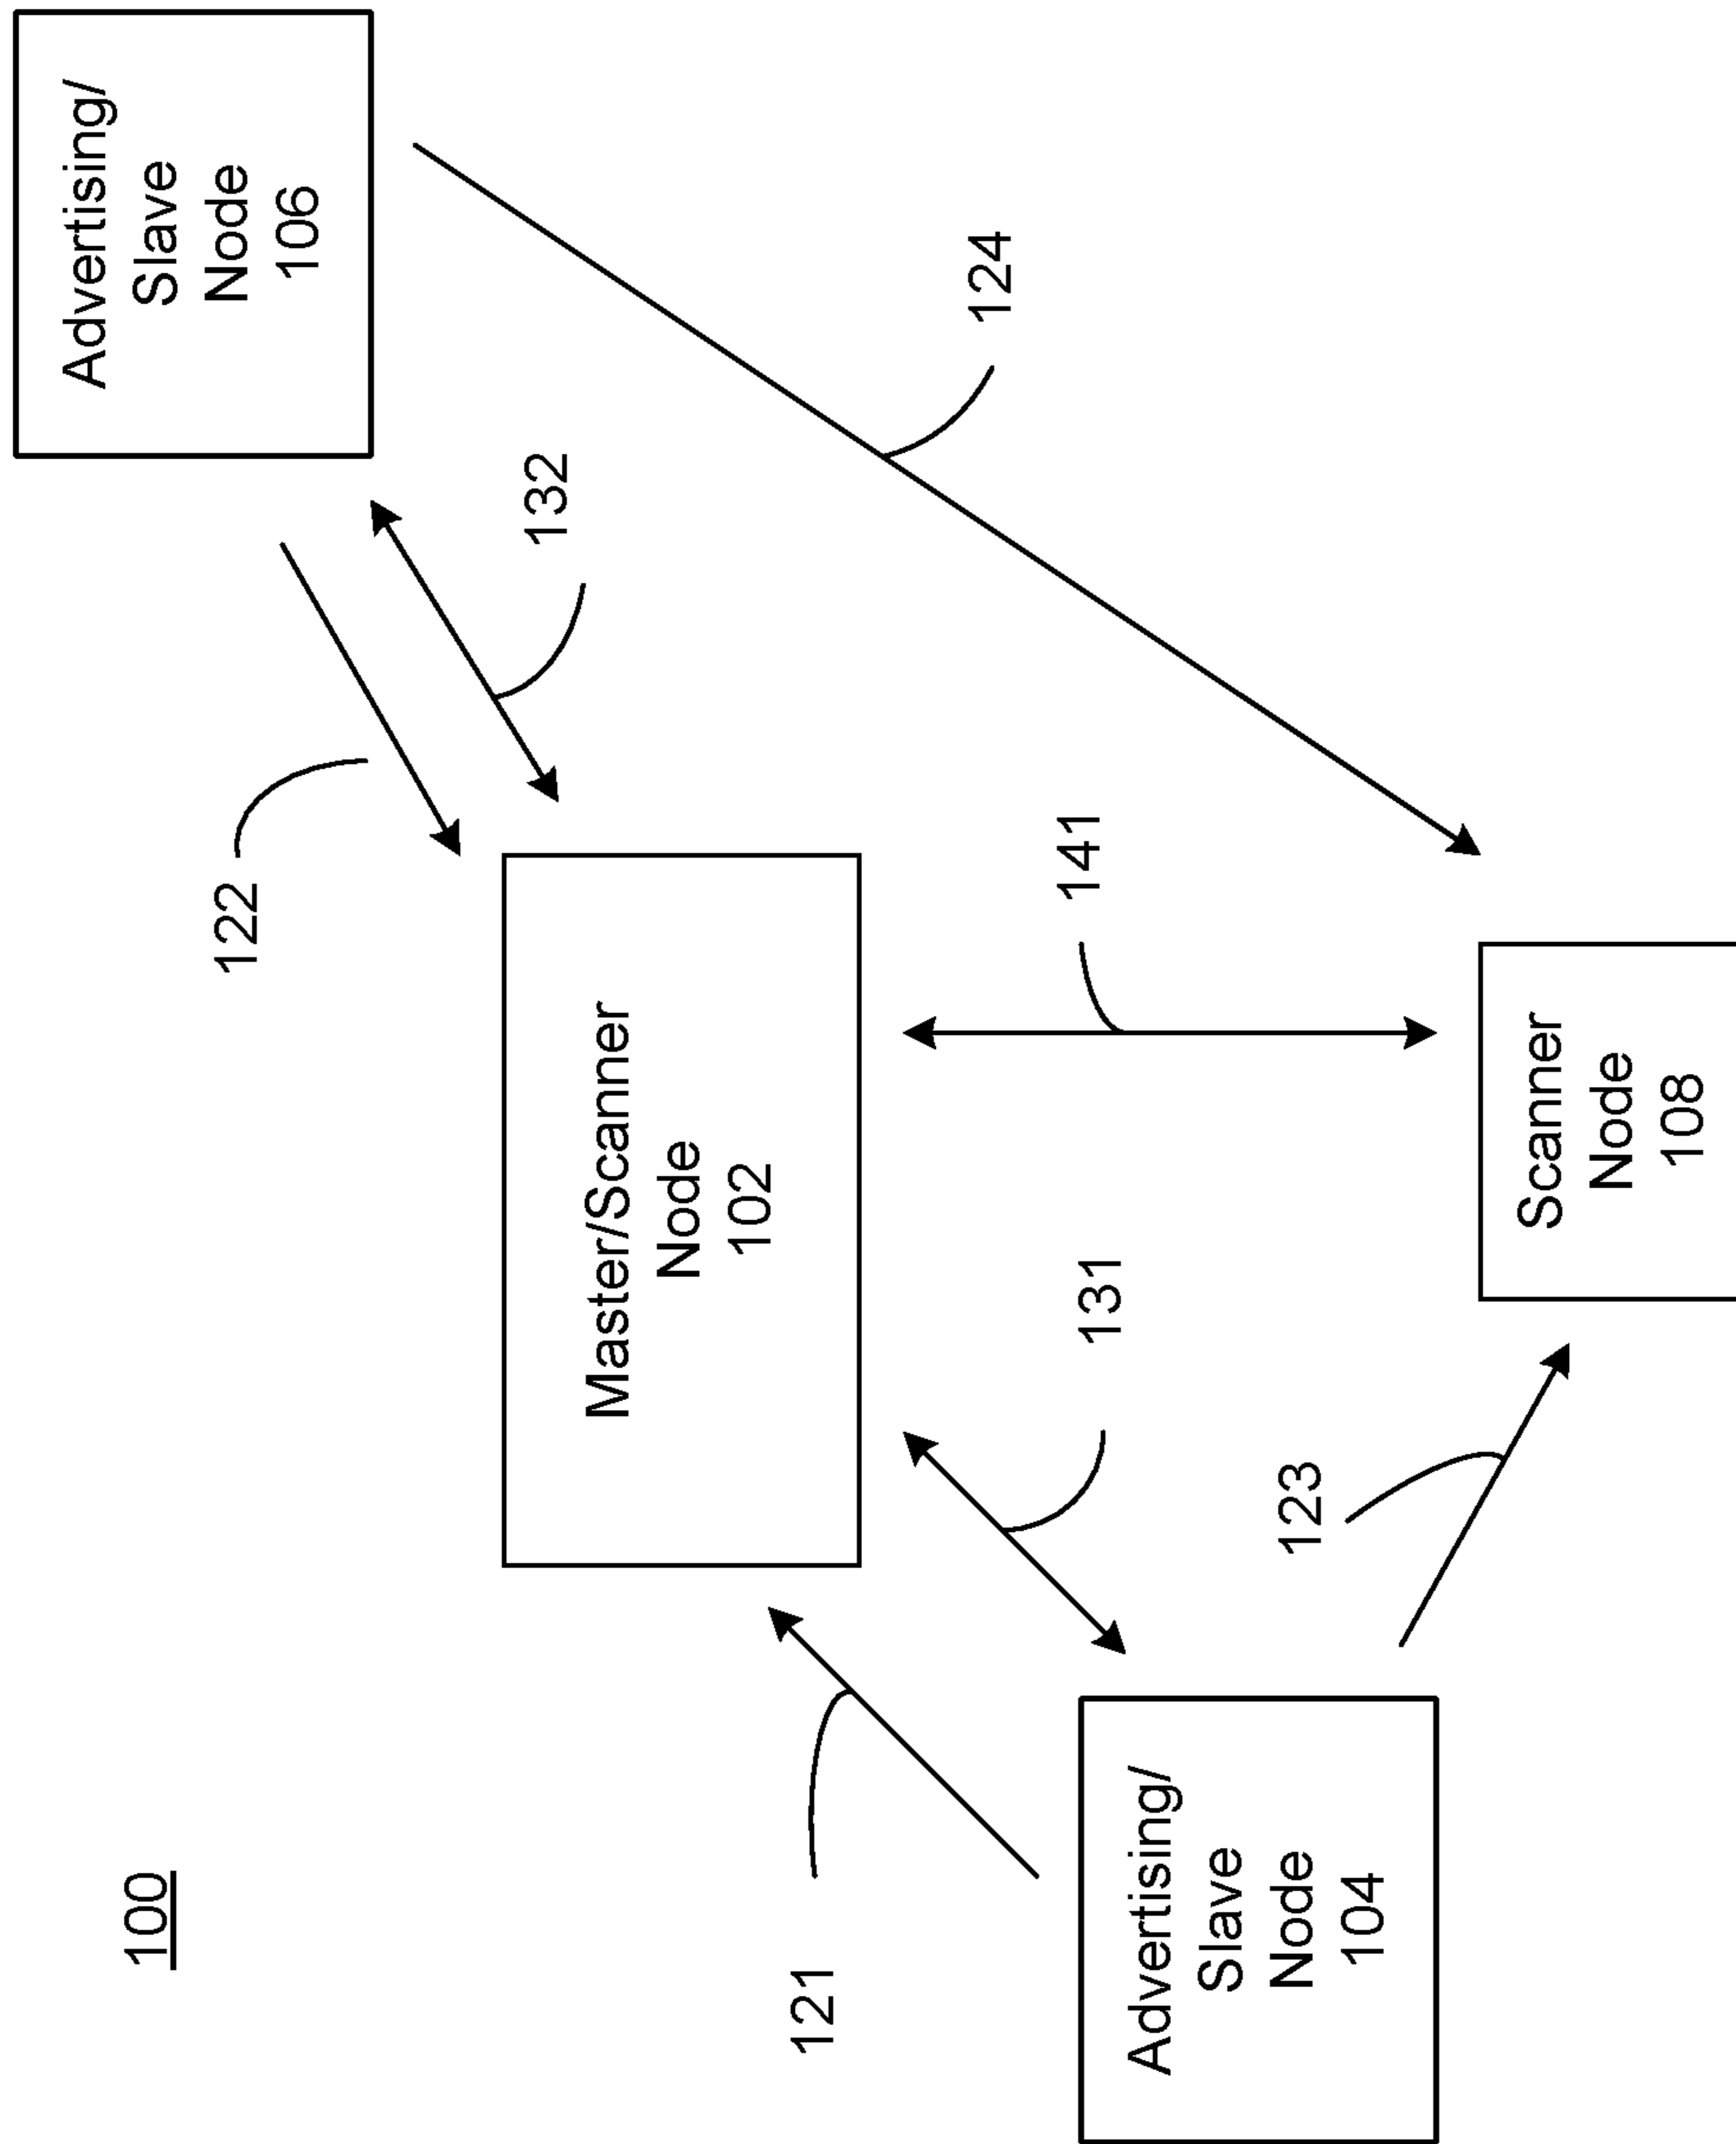 100
Advertising/
Slave
Node
106
122
132
Master/Scanner
Node
102
124
121
131
141
Advertising/
Slave
Node
104
123
Scanner
Node
108